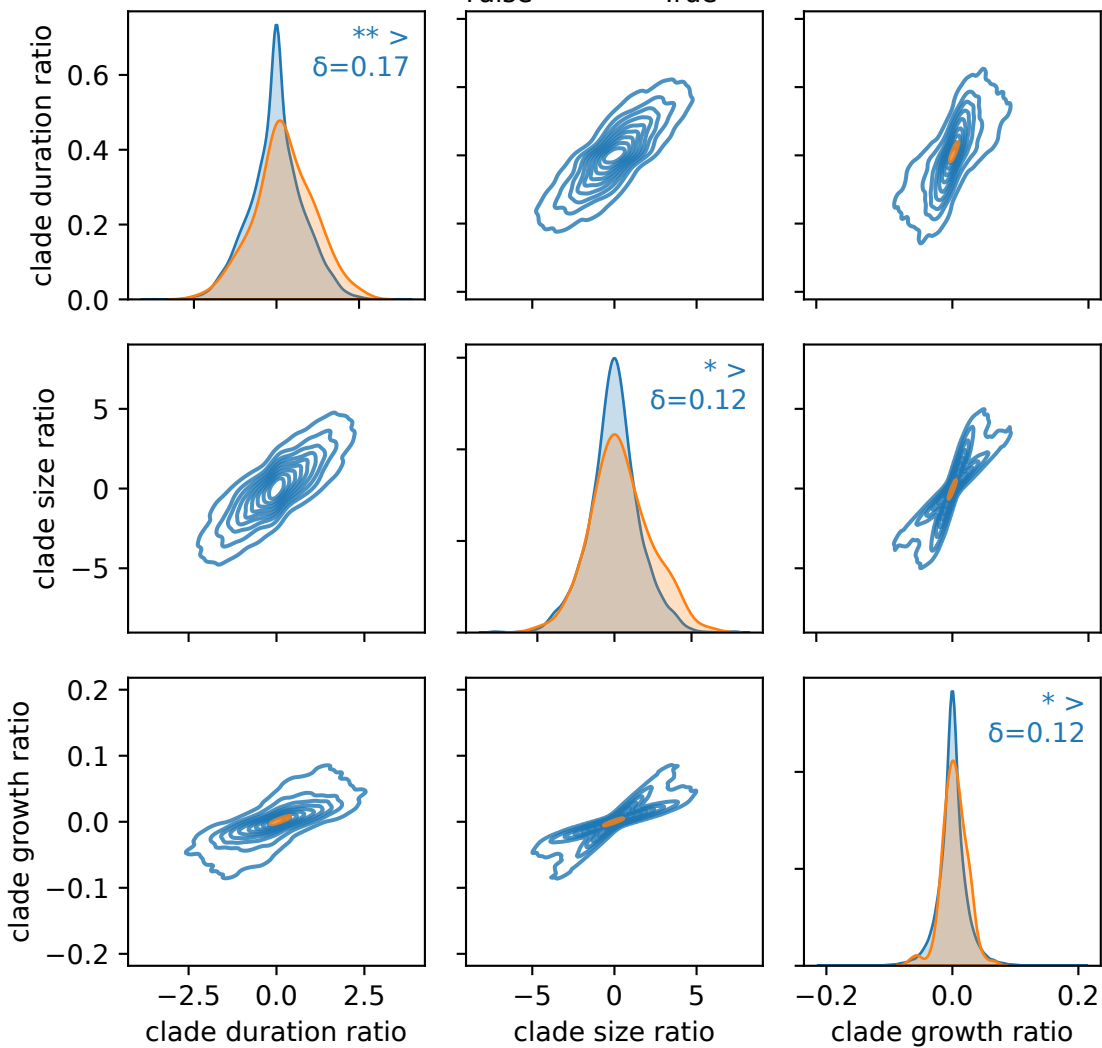 clade duration ratio
0.6
0.4
0.2
0.0
** >
δ=0.17
clade size ratio
5
0
−5
* >
δ=0.12
clade growth ratio
0.2
0.1
0.0
−0.1
−0.2
* >
δ=0.12
−2.5 0.0 2.5
−5 0 5
−0.2 0.0 0.2
clade duration ratio
clade size ratio
clade growth ratio